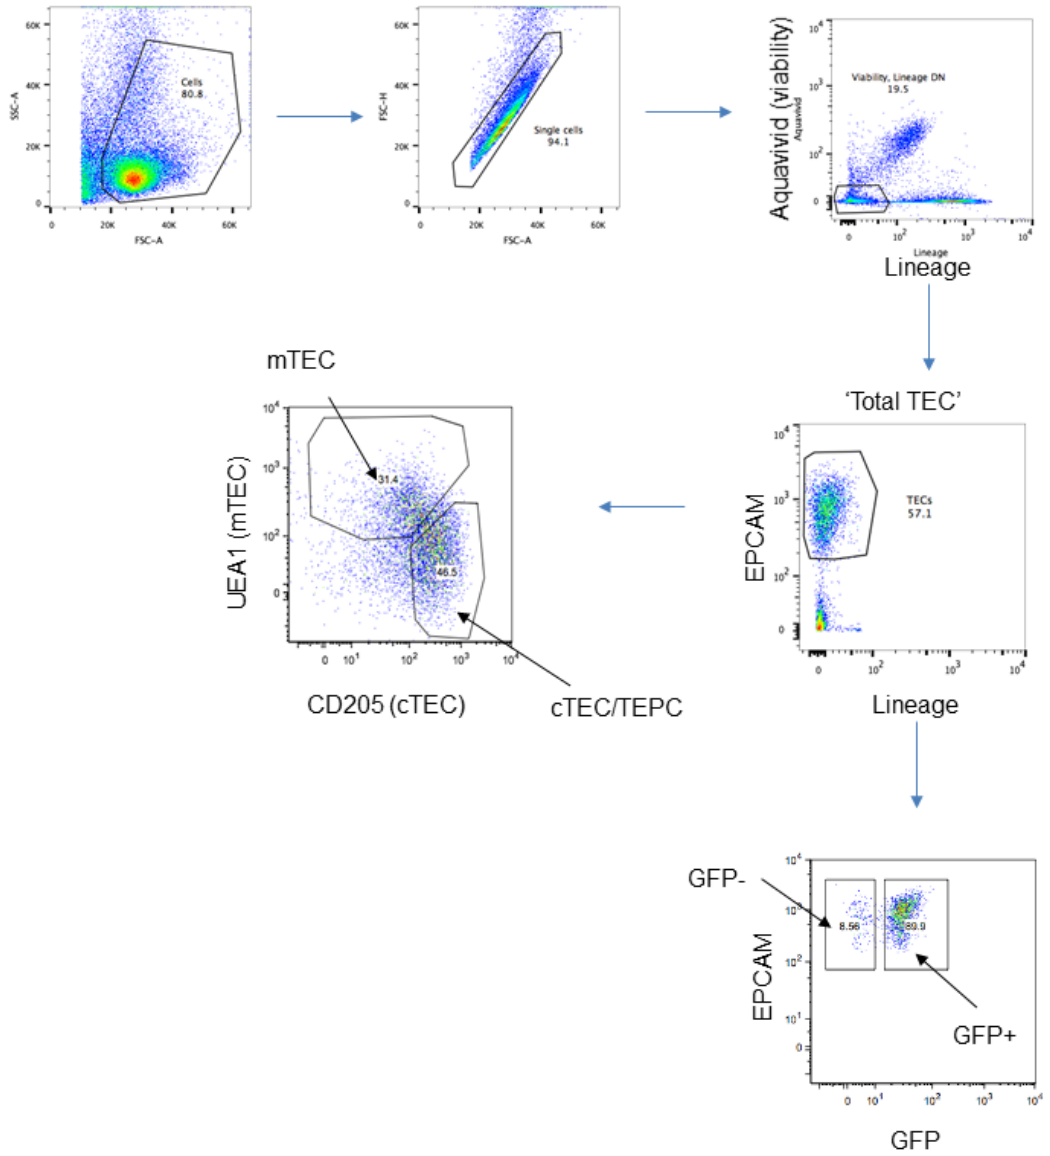 60K
40K
20K
0
SSC-A
Cells
80.8
0
20K
40K
60K
FSC-A
60K
40K
20K
0
FSC-H
Single cells
94.1
0
20K
40K
60K
FSC-A
Aquavivid (viability)
Aquavivid
10^4
10^3
10^2
0
Viability, Lineage DN
19.5
0
10^2
10^3
10^4
Lineage
Lineage
mTEC
UEA1 (mTEC)
10^4
10^3
10^2
0
31.4
46.5
0
10^1
10^2
10^3
10^4
CD205 (cTEC)
cTEC/TEPC
‘Total TEC’
EPCAM
10^4
10^3
10^2
0
TECs
57.1
0
10^2
10^3
10^4
Lineage
GFP-
EPCAM
10^4
10^3
10^2
10^1
0
8.56
89.9
GFP+
0
10^1
10^2
10^3
10^4
GFP